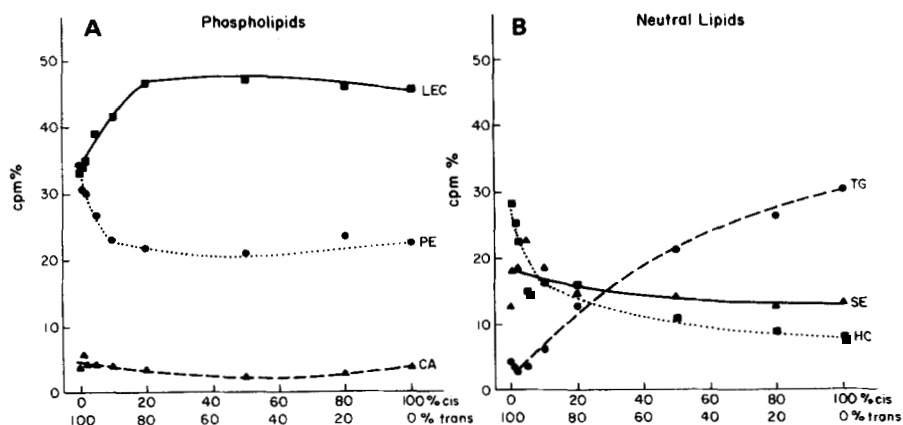 A
Phospholipids
cpm%
50
40
30
20
10
0
LEC
PE
CA
0 20 40 60 80 100 % cis
100 80 60 40 20 0 % trans
B
Neutral Lipids
cpm %
50
40
30
20
10
0
TG
SE
HC
0 20 40 60 80 100 % cis
100 80 60 40 20 0 % trans